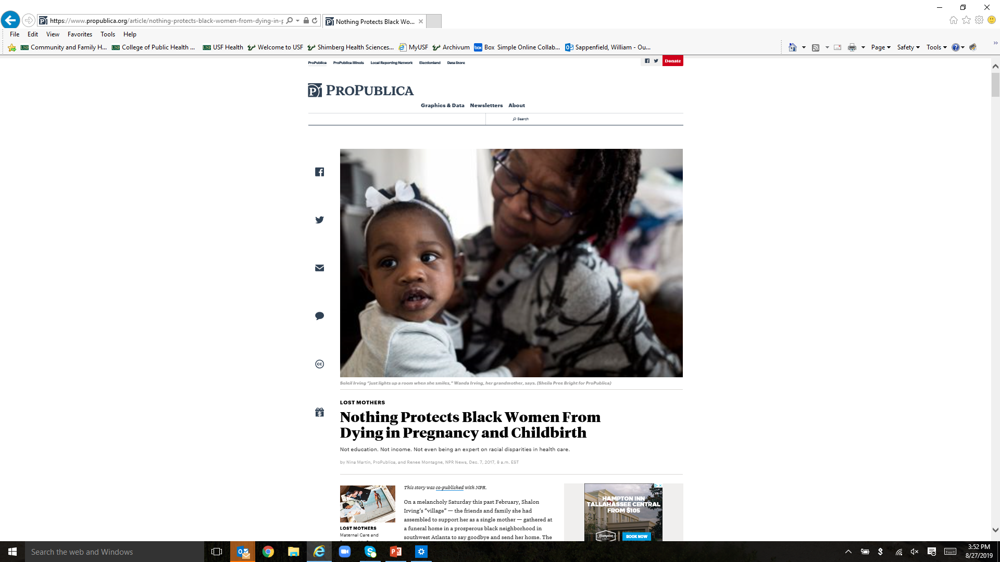 https://www.propublica.org/article/nothing-protects-black-women-from-dying-in-p
Nothing Protects Black Wo...
File Edit View Favorites Tools Help
Community and Family H... College of Public Health ... USF Health Welcome to USF Shimberg Health Sciences... MyUSF Archivum Box Simple Online Collab... Sappenfield, William - Ou...
Page Safety Tools
ProPublica ProPublica Illinois Local Reporting Network Electionland Data Store
Donate
PROPUBLICA
Graphics & Data Newsletters About
Search
Soleil Irving "just lights up a room when she smiles," Wanda Irving, her grandmother, says. (Sheila Pree Bright for ProPublica)
LOST MOTHERS
Nothing Protects Black Women From
Dying in Pregnancy and Childbirth
Not education. Not income. Not even being an expert on racial disparities in health care.
by Nina Martin, ProPublica, and Renee Montagne, NPR News, Dec. 7, 2017, 8 a.m. EST
LOST MOTHERS
Maternal Care and
This story was co-published with NPR.
On a melancholy Saturday this past February, Shalon
Irving's "village" — the friends and family she had
assembled to support her as a single mother — gathered at
a funeral home in a prosperous black neighborhood in
southwest Atlanta to say goodbye and send her home. The
HAMPTON INN
TALLAHASSEE CENTRAL
FROM $105
Hampton
BOOK NOW
Search the web and Windows
3:52 PM
8/27/2019